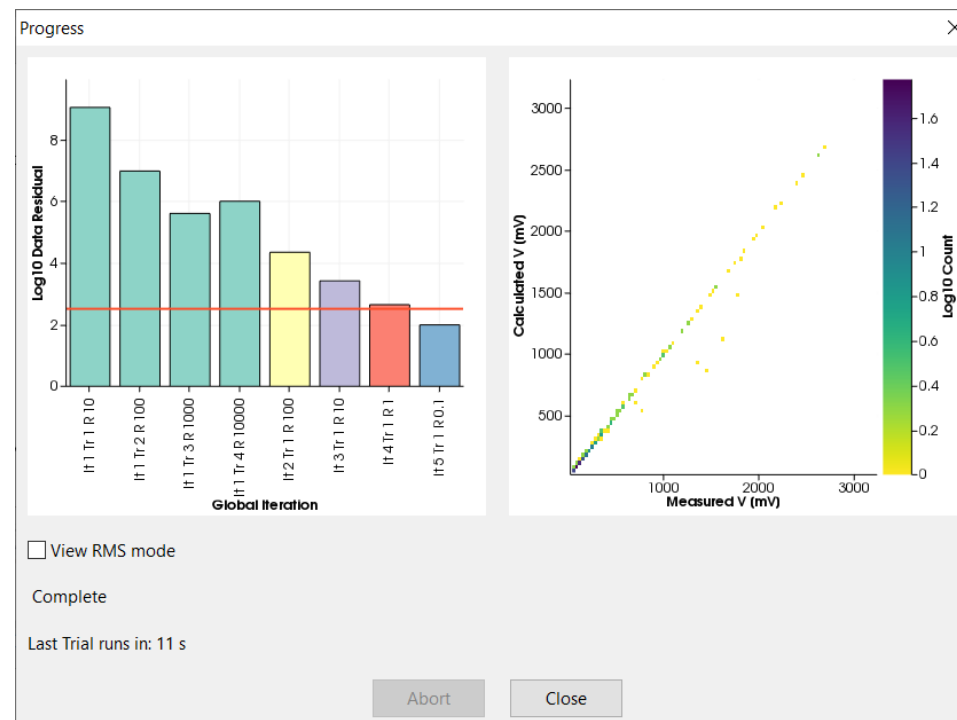 Progress
Log10 Data Residual
8
6
4
2
0
It 1 Tr 1 R 10
It 1 Tr 2 R 100
It 1 Tr 3 R 1000
It 1 Tr 4 R 10000
It 2 Tr 1 R 100
It 3 Tr 1 R 10
It 4 Tr 1 R 1
It 5 Tr 1 R 0.1
Global Iteration
Calculated V (mV)
3000
2500
2000
1500
1000
500
1000 2000 3000
Measured V (mV)
1.6
1.4
1.2
1
0.8
0.6
0.4
0.2
0
Log10 Count
View RMS mode
Complete
Last Trial runs in: 11 s
Abort Close